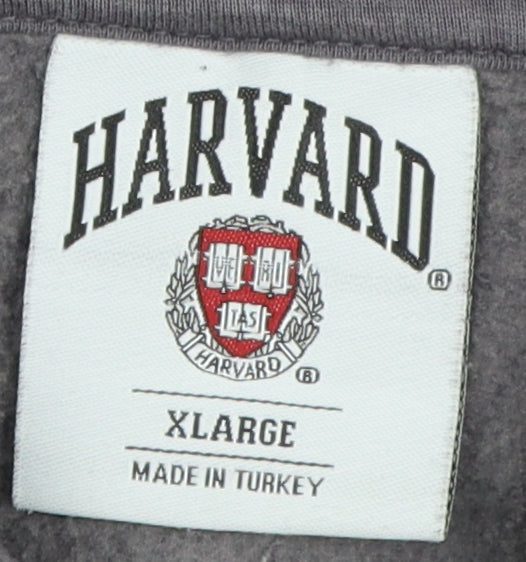 HARVARD ®
VE RI
TAS
HARVARD ®
XLARGE
MADE IN TURKEY